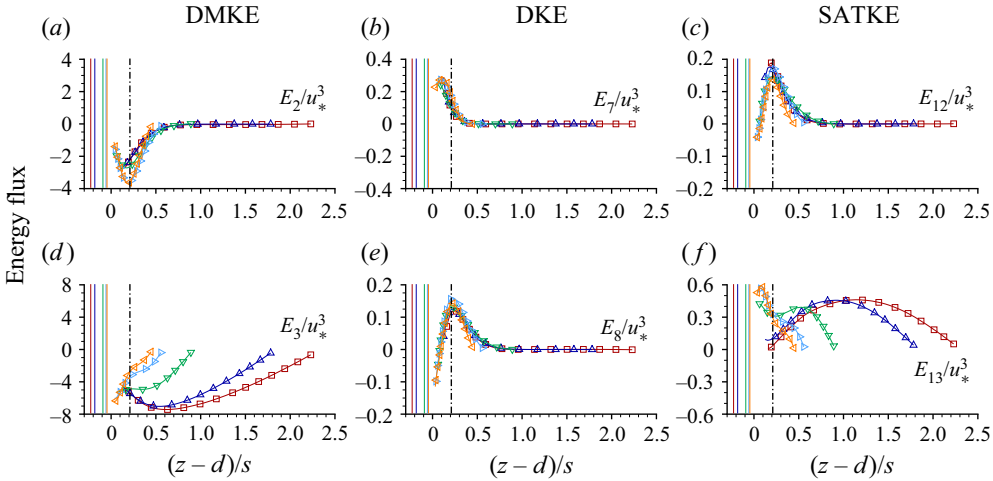 DMKE DKE SATKE
(a) (b) (c)
4 0.4 0.2
2 0.2 0.1
0 0 0
–2 –0.2 –0.1
–4 –0.4 –0.2
E₂/u³* E₇/u³* E₁₂/u³*
0 0.5 1.0 1.5 2.0 2.5 0 0.5 1.0 1.5 2.0 2.5 0 0.5 1.0 1.5 2.0 2.5
Energy flux
(d) (e) (f)
8 0.2 0.6
4 0.1 0.3
0 0 0
–4 –0.1 –0.3
–8 –0.2 –0.6
E₃/u³* E₈/u³* E₁₃/u³*
0 0.5 1.0 1.5 2.0 2.5 0 0.5 1.0 1.5 2.0 2.5 0 0.5 1.0 1.5 2.0 2.5
(z – d)/s (z – d)/s (z – d)/s